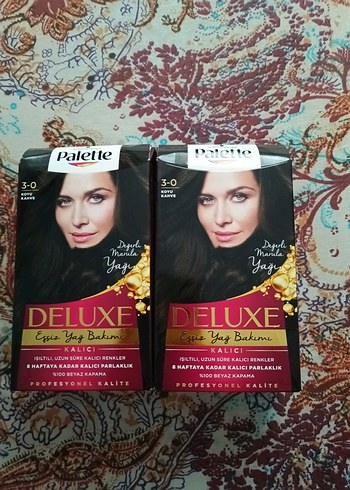 Palette
3-0
KOYU
KAHVE
Değerli
Marula
Yağı
DELUXE
Eşsiz Yağ Bakımı
KALICI
IŞILTILI, UZUN SÜRE KALICI RENKLER
8 HAFTAYA KADAR KALICI PARLAKLIK
%100 BEYAZ KAPAMA
PROFESYONEL KALİTE
Palette
3-0
KOYU
KAHVE
Değerli
Marula
Yağı
DELUXE
Eşsiz Yağ Bakımı
KALICI
IŞILTILI, UZUN SÜRE KALICI RENKLER
8 HAFTAYA KADAR KALICI PARLAKLIK
%100 BEYAZ KAPAMA
PROFESYONEL KALİTE